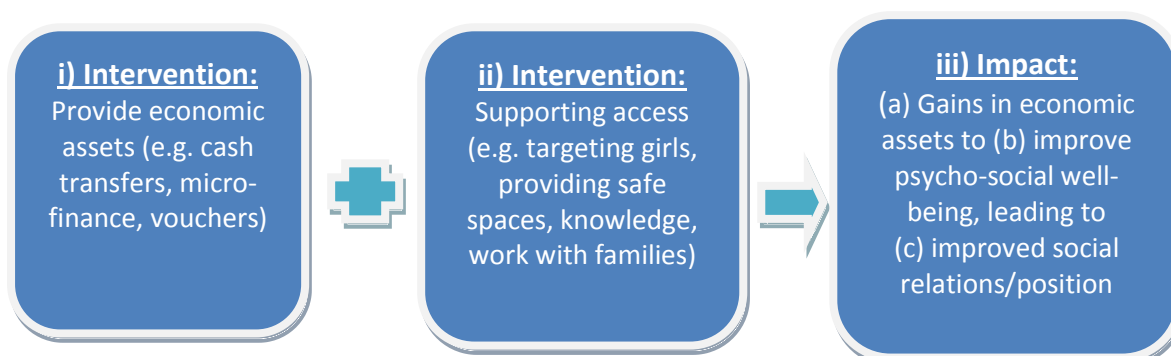 i) Intervention:
Provide economic
assets (e.g. cash
transfers, micro-
finance, vouchers)
ii) Intervention:
Supporting access
(e.g. targeting girls,
providing safe
spaces, knowledge,
work with families)
iii) Impact:
(a) Gains in economic
assets to (b) improve
psycho-social well-
being, leading to
(c) improved social
relations/position